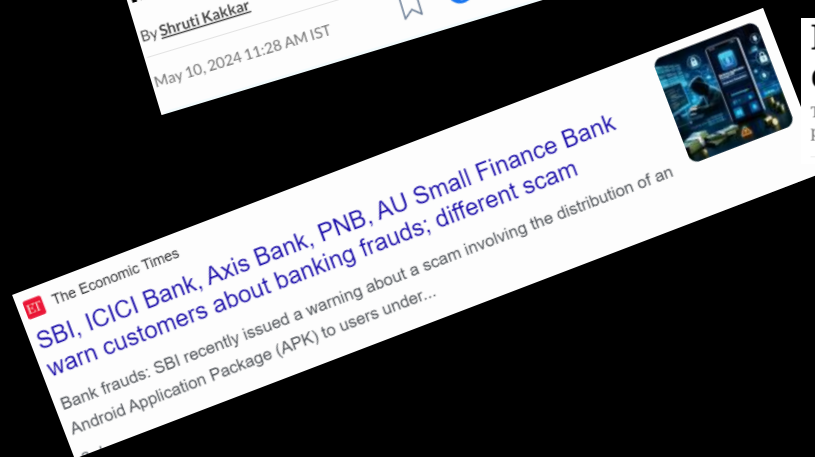 By Shruti Kakkar
May 10, 2024 11:28 AM IST
ET The Economic Times
SBI, ICICI Bank, Axis Bank, PNB, AU Small Finance Bank
warn customers about banking frauds; different scam
Bank frauds: SBI recently issued a warning about a scam involving the distribution of an
Android Application Package (APK) to users under...